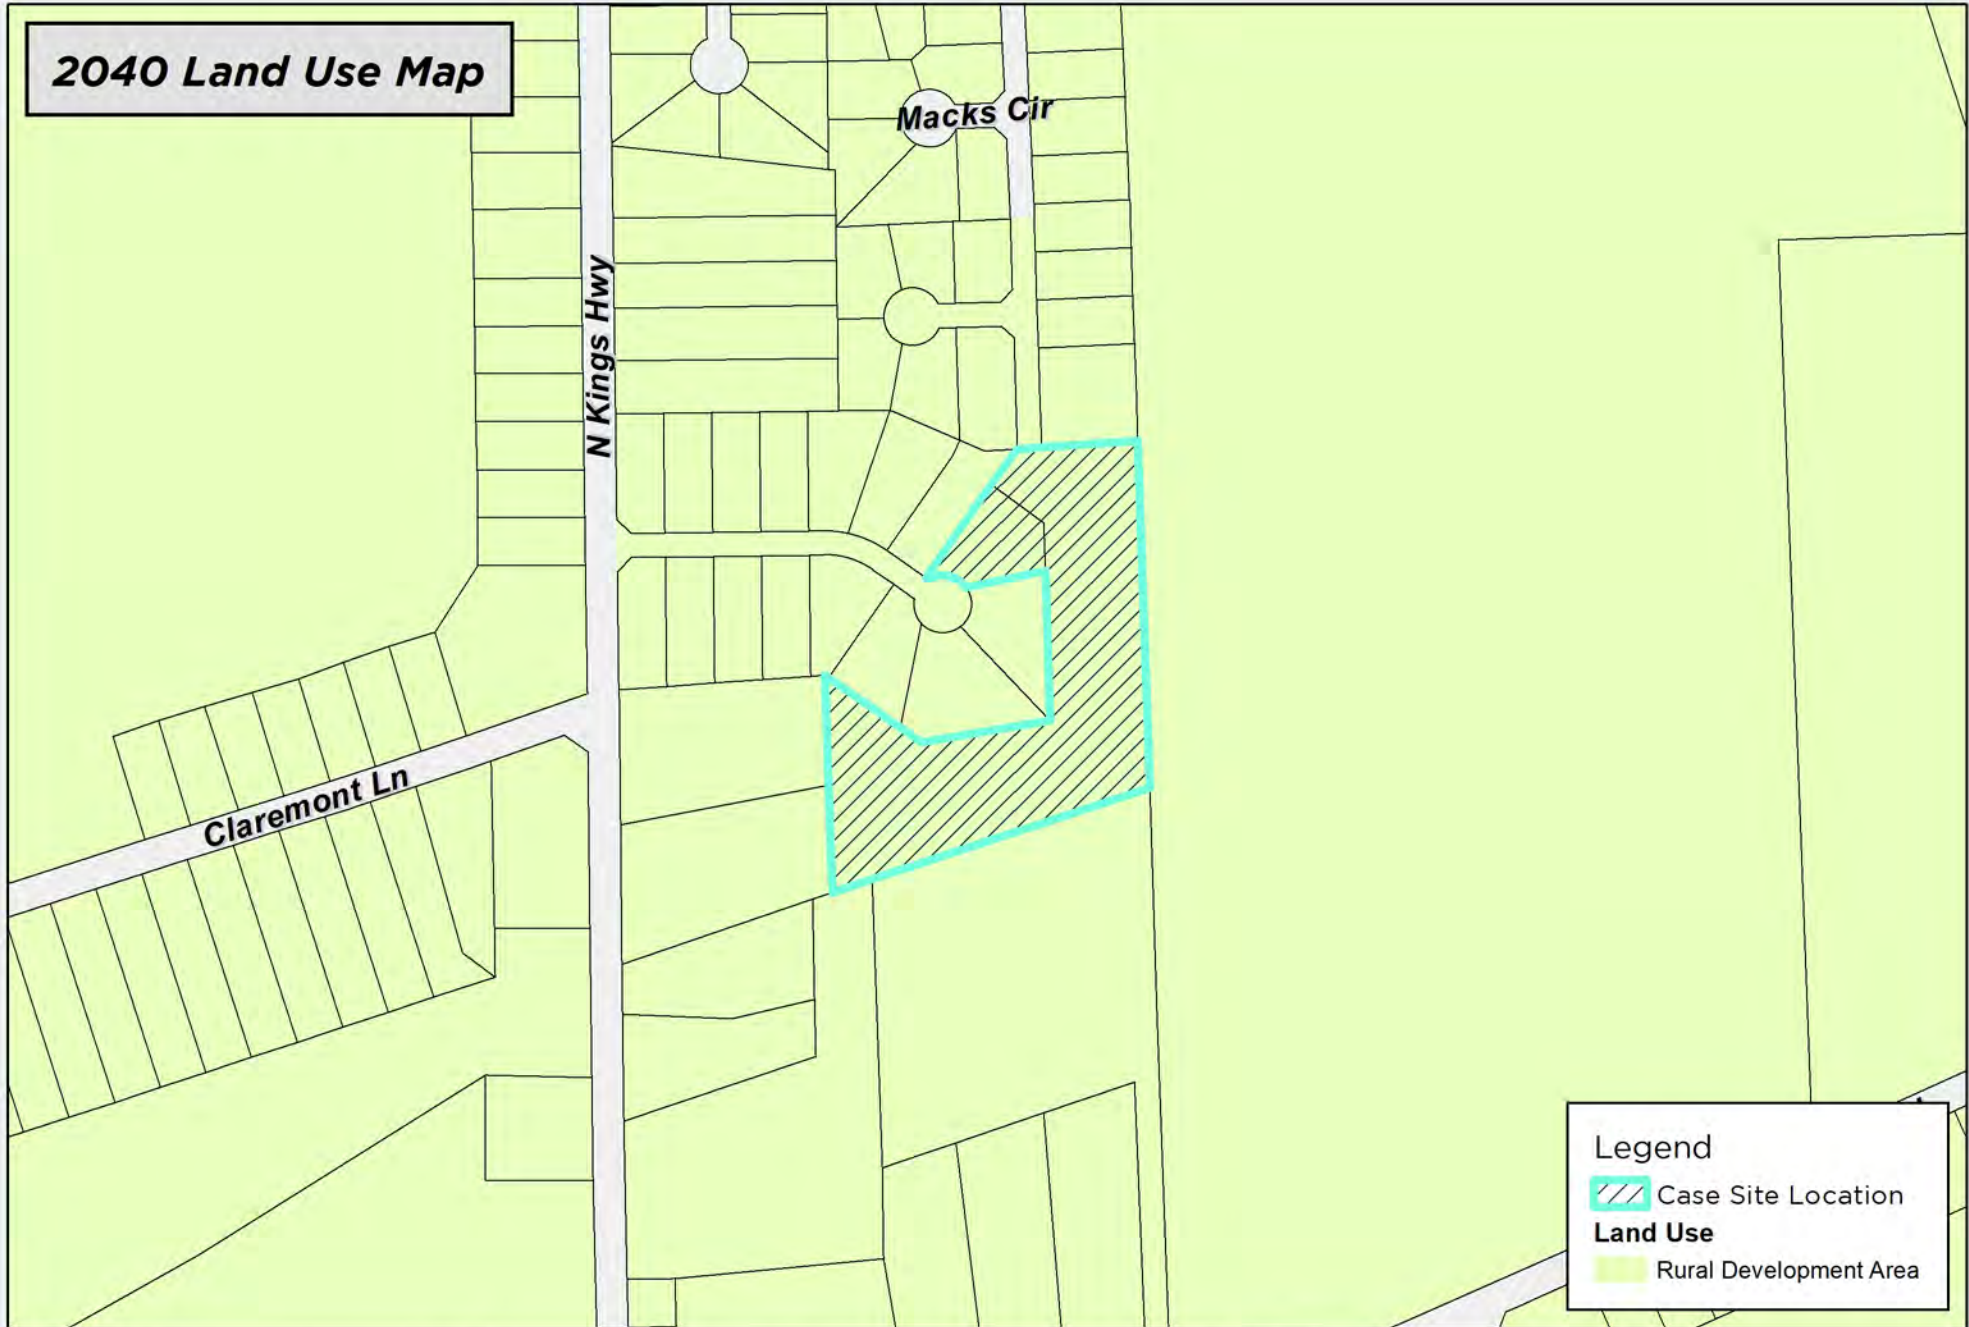 2040 Land Use Map
Macks Cir
N Kings Hwy
Claremont Ln
Legend
Case Site Location
Land Use
Rural Development Area